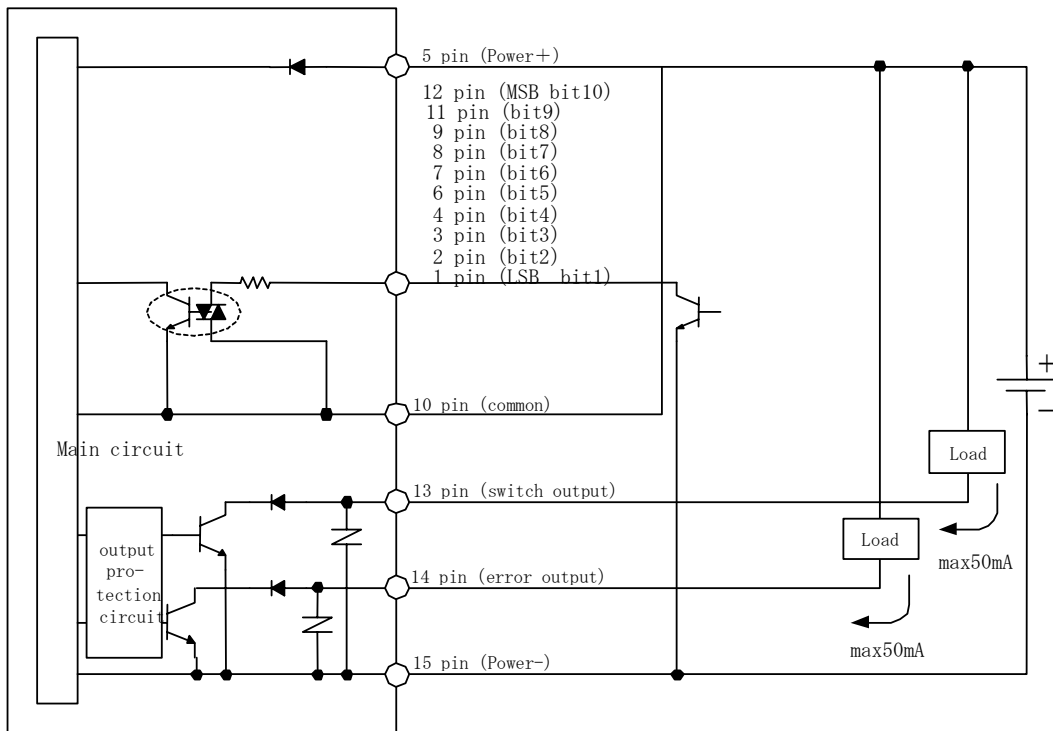 5 pin (Power+)
12 pin (MSB bit10)
11 pin (bit9)
9 pin (bit8)
8 pin (bit7)
7 pin (bit6)
6 pin (bit5)
4 pin (bit4)
3 pin (bit3)
2 pin (bit2)
1 pin (LSB bit1)
+
-
10 pin (common)
Main circuit
Load
13 pin (switch output)
Load
max50mA
output
pro-
tection
circuit
14 pin (error output)
max50mA
15 pin (Power-)